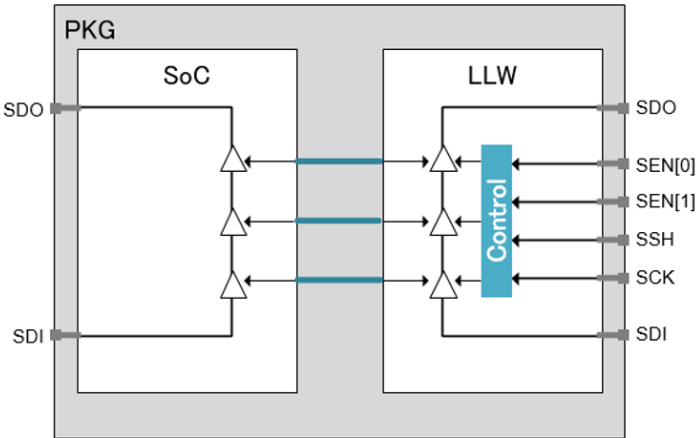 PKG
SoC
LLW
SDO
SDI
SDO
SEN[0]
SEN[1]
SSH
SCK
SDI
Control